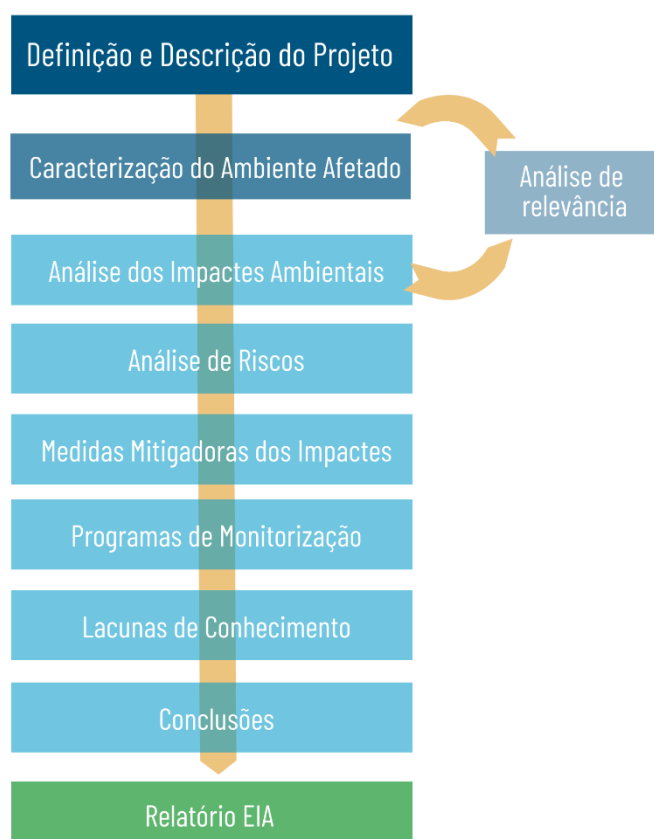 Definição e Descrição do Projeto
Caracterização do Ambiente Afetado
Análise de
relevância
Análise dos Impactes Ambientais
Análise de Riscos
Medidas Mitigadoras dos Impactes
Programas de Monitorização
Lacunas de Conhecimento
Conclusões
Relatório EIA